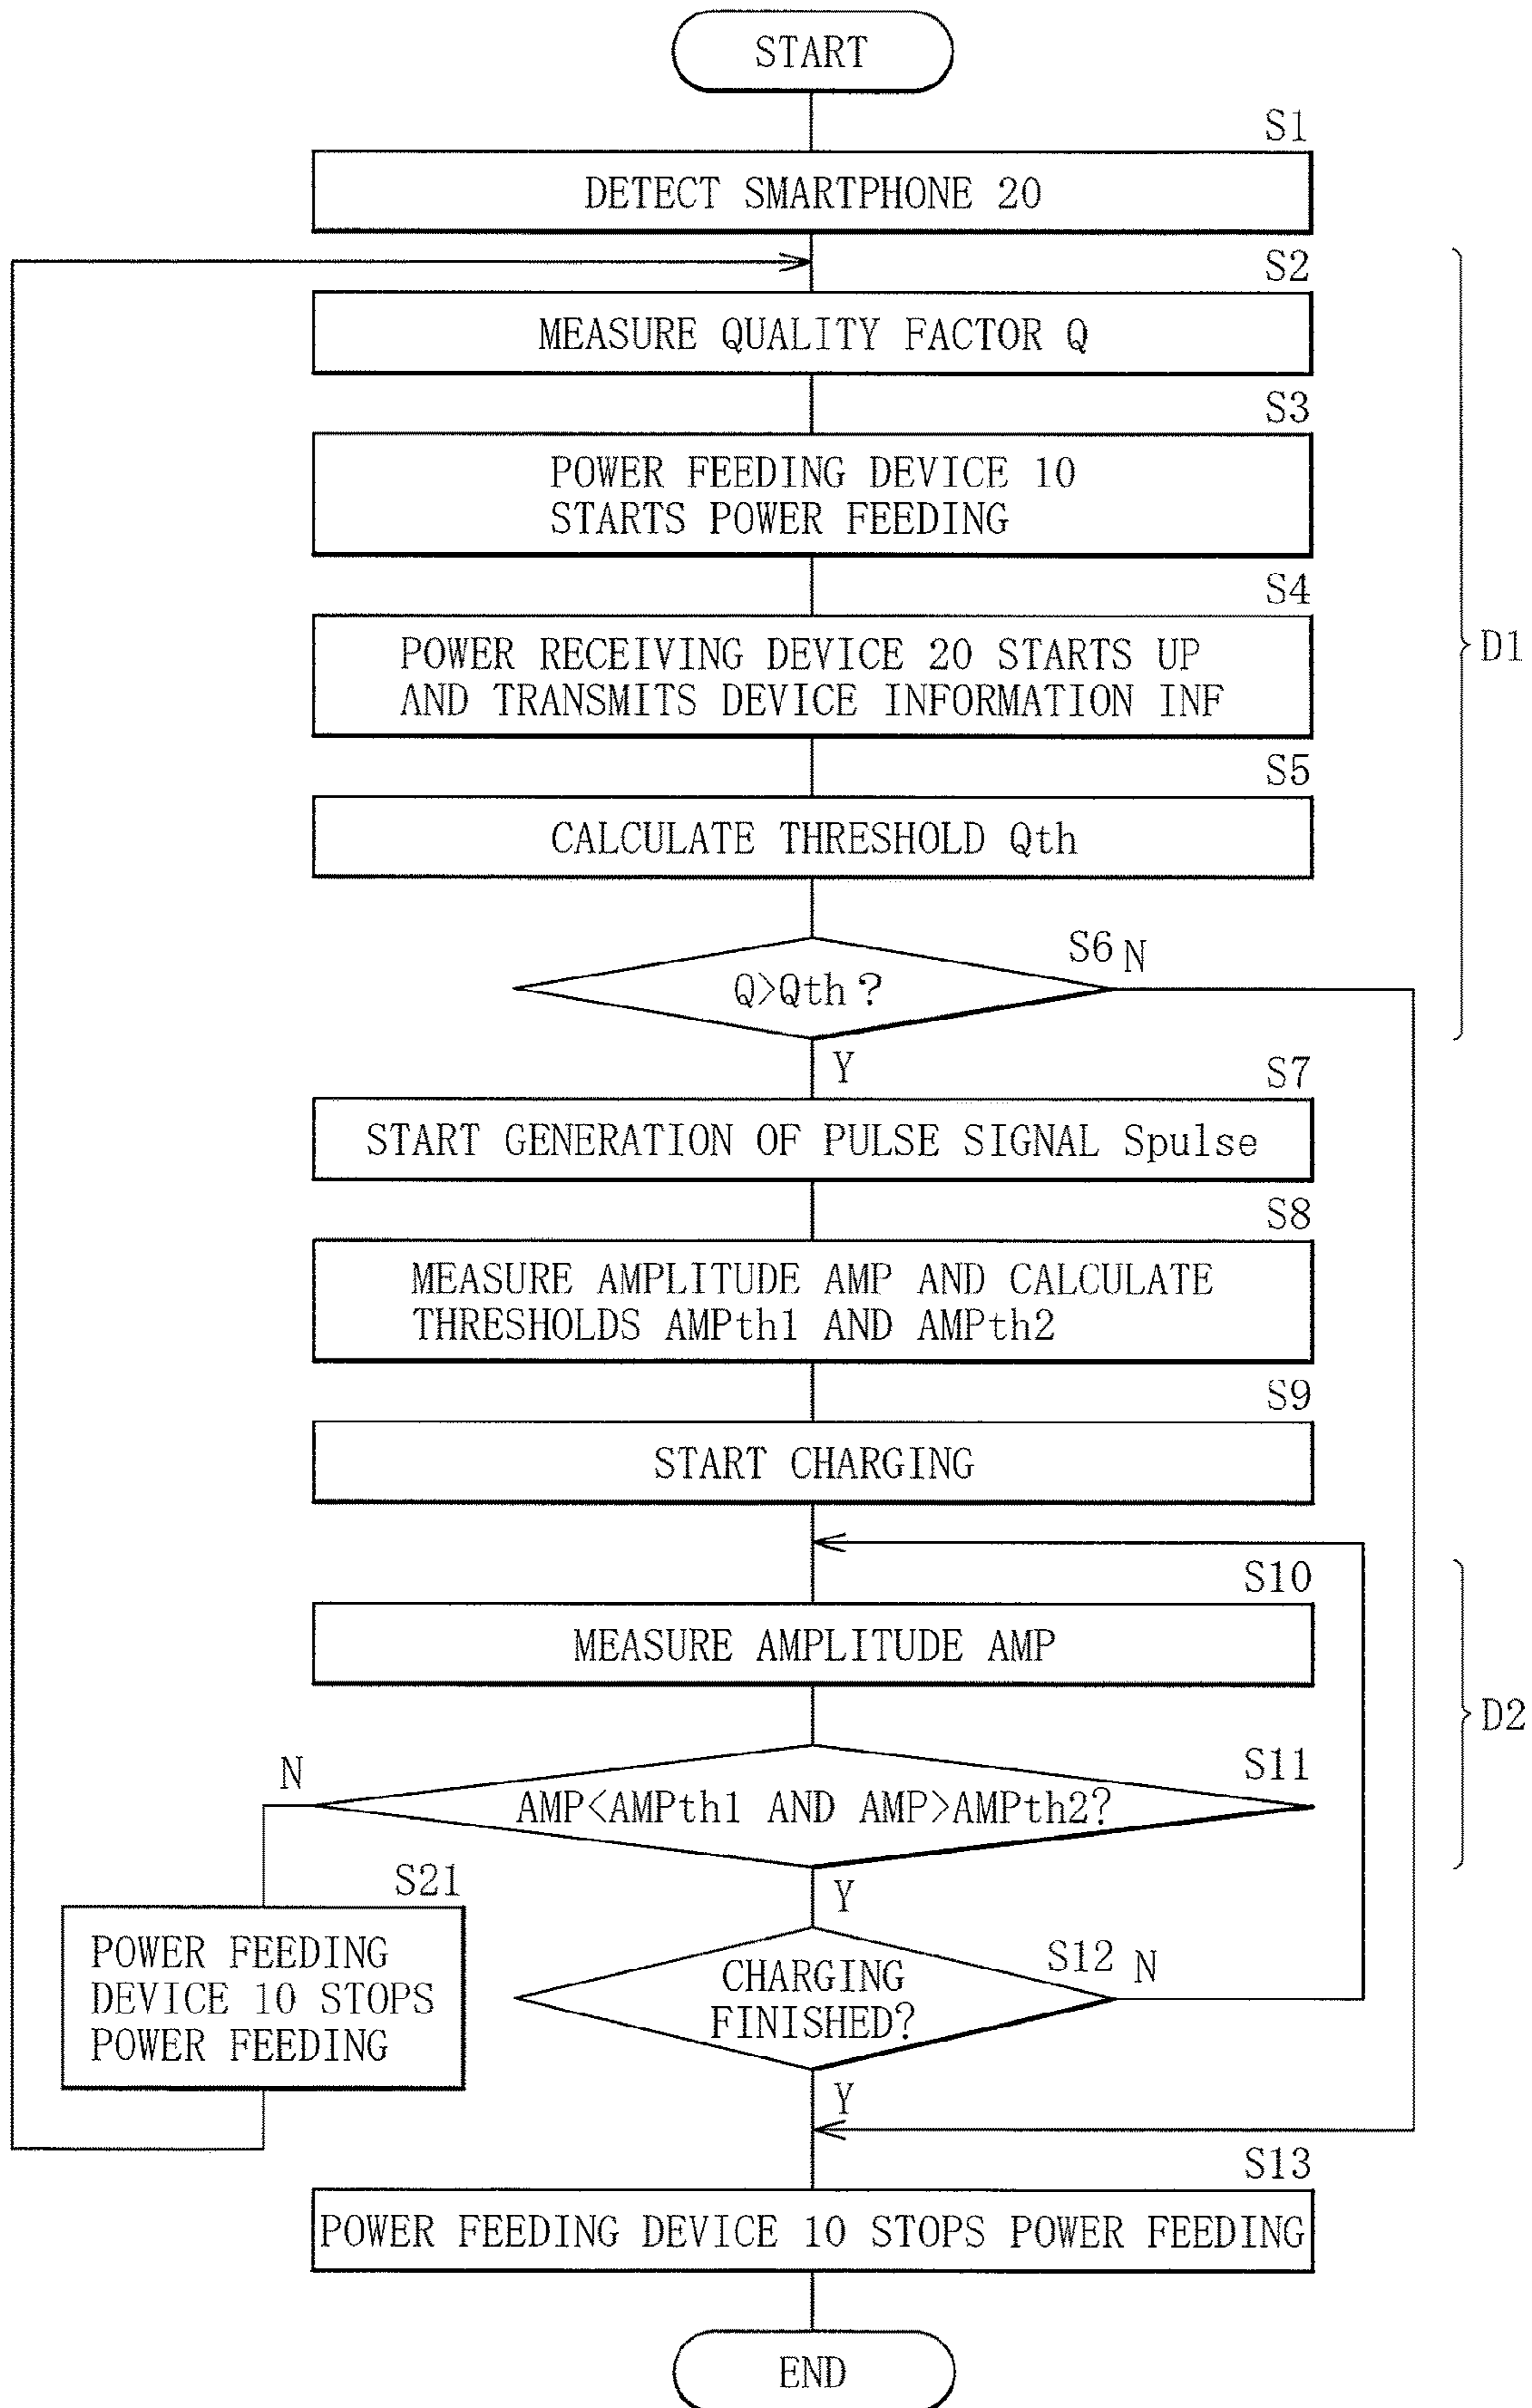 START
S1
DETECT SMARTPHONE 20
S2
MEASURE QUALITY FACTOR Q
S3
POWER FEEDING DEVICE 10
STARTS POWER FEEDING
S4
POWER RECEIVING DEVICE 20 STARTS UP
AND TRANSMITS DEVICE INFORMATION INF
D1
S5
CALCULATE THRESHOLD Qth
S6 N
Q>Qth?
Y
S7
START GENERATION OF PULSE SIGNAL Spulse
S8
MEASURE AMPLITUDE AMP AND CALCULATE
THRESHOLDS AMPth1 AND AMPth2
S9
START CHARGING
S10
MEASURE AMPLITUDE AMP
D2
N
S11
AMP<AMPth1 AND AMP>AMPth2?
Y
S21
POWER FEEDING
DEVICE 10 STOPS
POWER FEEDING
S12 N
CHARGING
FINISHED?
Y
S13
POWER FEEDING DEVICE 10 STOPS POWER FEEDING
END